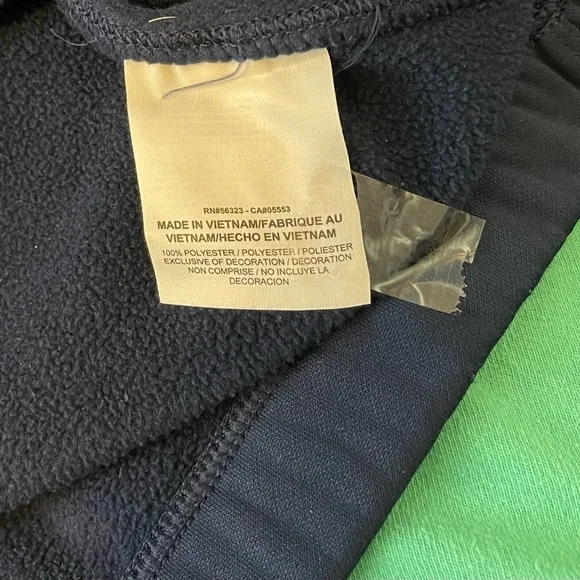 RN#56323 - CA#05553
MADE IN VIETNAM/FABRIQUE AU
VIETNAM/HECHO EN VIETNAM
100% POLYESTER / POLYESTER / POLIESTER
EXCLUSIVE OF DECORATION / DECORATION
NON COMPRISE / NO INCLUYE LA
DECORACION